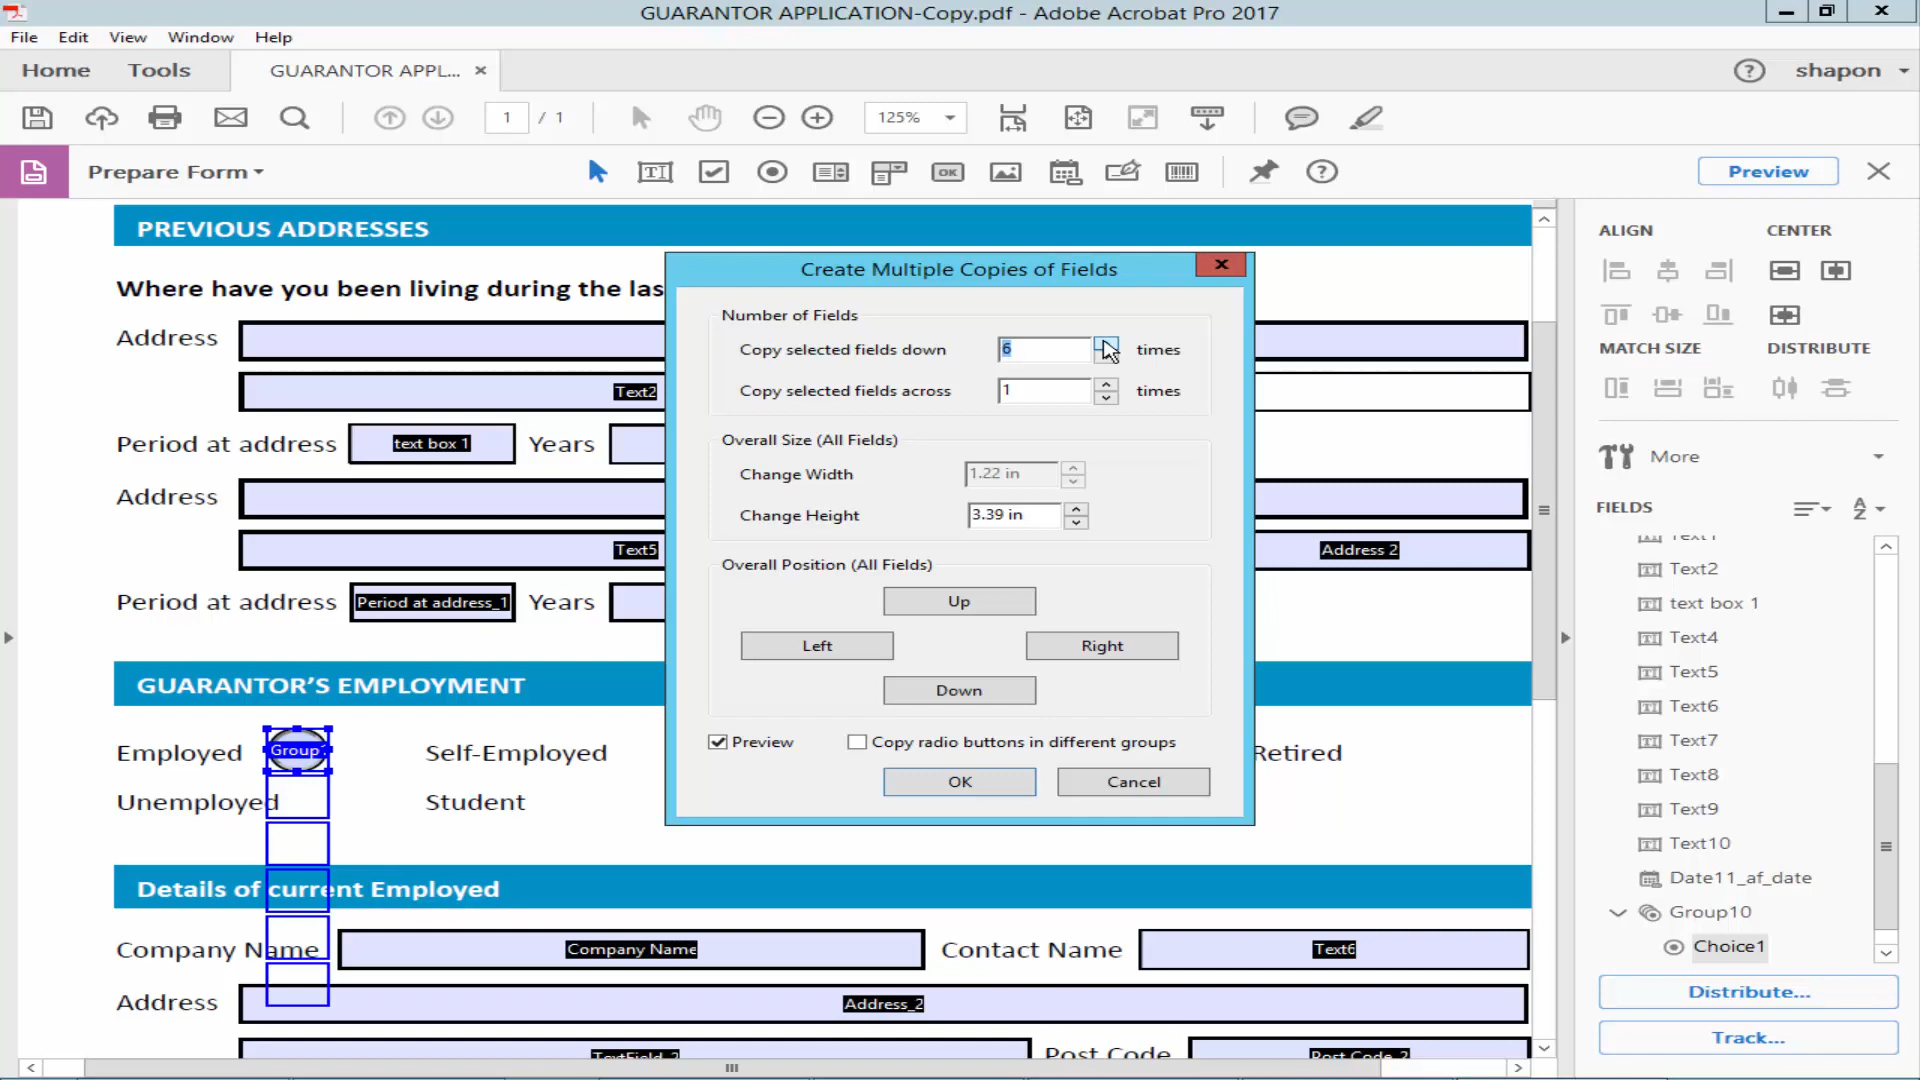 GUARANTOR APPLICATION-Copy.pdf - Adobe Acrobat Pro 2017
File Edit View Window Help
Home Tools GUARANTOR APPL... shapon
1 / 1 125%
Prepare Form Preview
PREVIOUS ADDRESSES
Where have you been living during the las
Address
Text2
Period at address text box 1 Years
Address
Text5 Address 2
Period at address Period at address_1 Years
GUARANTOR'S EMPLOYMENT
Employed Group Self-Employed Retired
Unemployed Student
Details of current Employed
Company Name Company Name Contact Name Text6
Address Address_2
Post Code Post Code_2
Create Multiple Copies of Fields
Number of Fields
Copy selected fields down 6 times
Copy selected fields across 1 times
Overall Size (All Fields)
Change Width 1.22 in
Change Height 3.39 in
Overall Position (All Fields)
Up
Left Right
Down
Preview Copy radio buttons in different groups
OK Cancel
ALIGN CENTER
MATCH SIZE DISTRIBUTE
More
FIELDS
Text1
Text2
text box 1
Text4
Text5
Text6
Text7
Text8
Text9
Text10
Date11_af_date
Group10
Choice1
Distribute...
Track...